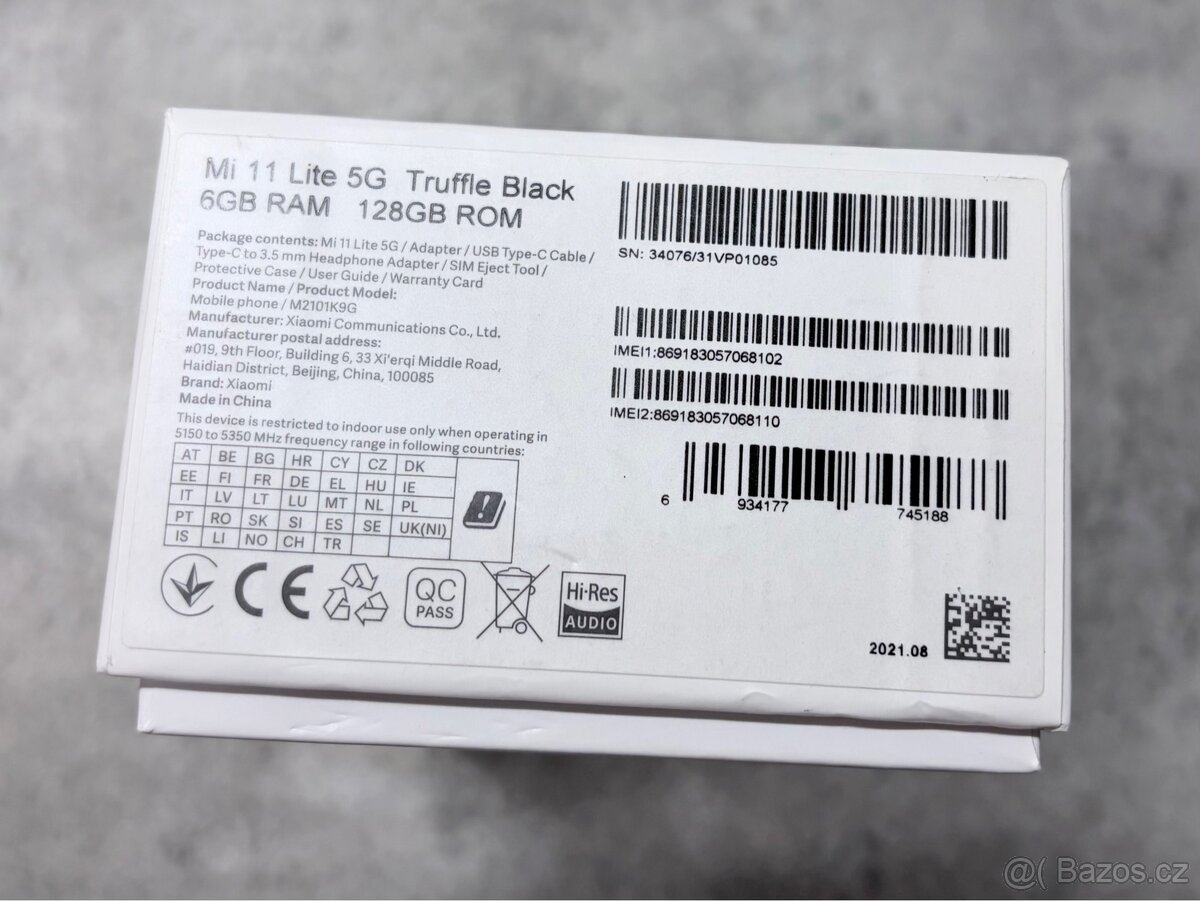 Mi 11 Lite 5G Truffle Black
6GB RAM 128GB ROM
Package contents: Mi 11 Lite 5G / Adapter / USB Type-C Cable /
Type-C to 3.5 mm Headphone Adapter / SIM Eject Tool /
Protective Case / User Guide / Warranty Card
Product Name / Product Model:
Mobile phone / M2101K9G
Manufacturer: Xiaomi Communications Co., Ltd.
Manufacturer postal address:
#019, 9th Floor, Building 6, 33 Xi'erqi Middle Road,
Haidian District, Beijing, China, 100085
Brand: Xiaomi
Made in China
This device is restricted to indoor use only when operating in
5150 to 5350 MHz frequency range in following countries:
AT BE BG HR CY CZ DK
EE FI FR DE EL HU IE
IT LV LT LU MT NL PL
PT RO SK SI ES SE UK(NI)
IS LI NO CH TR
CE
QC
PASS
Hi-Res
AUDIO
SN: 34076/31VP01085
IMEI1:869183057068102
IMEI2:869183057068110
6 934177 745188
2021.08
@( Bazos.cz